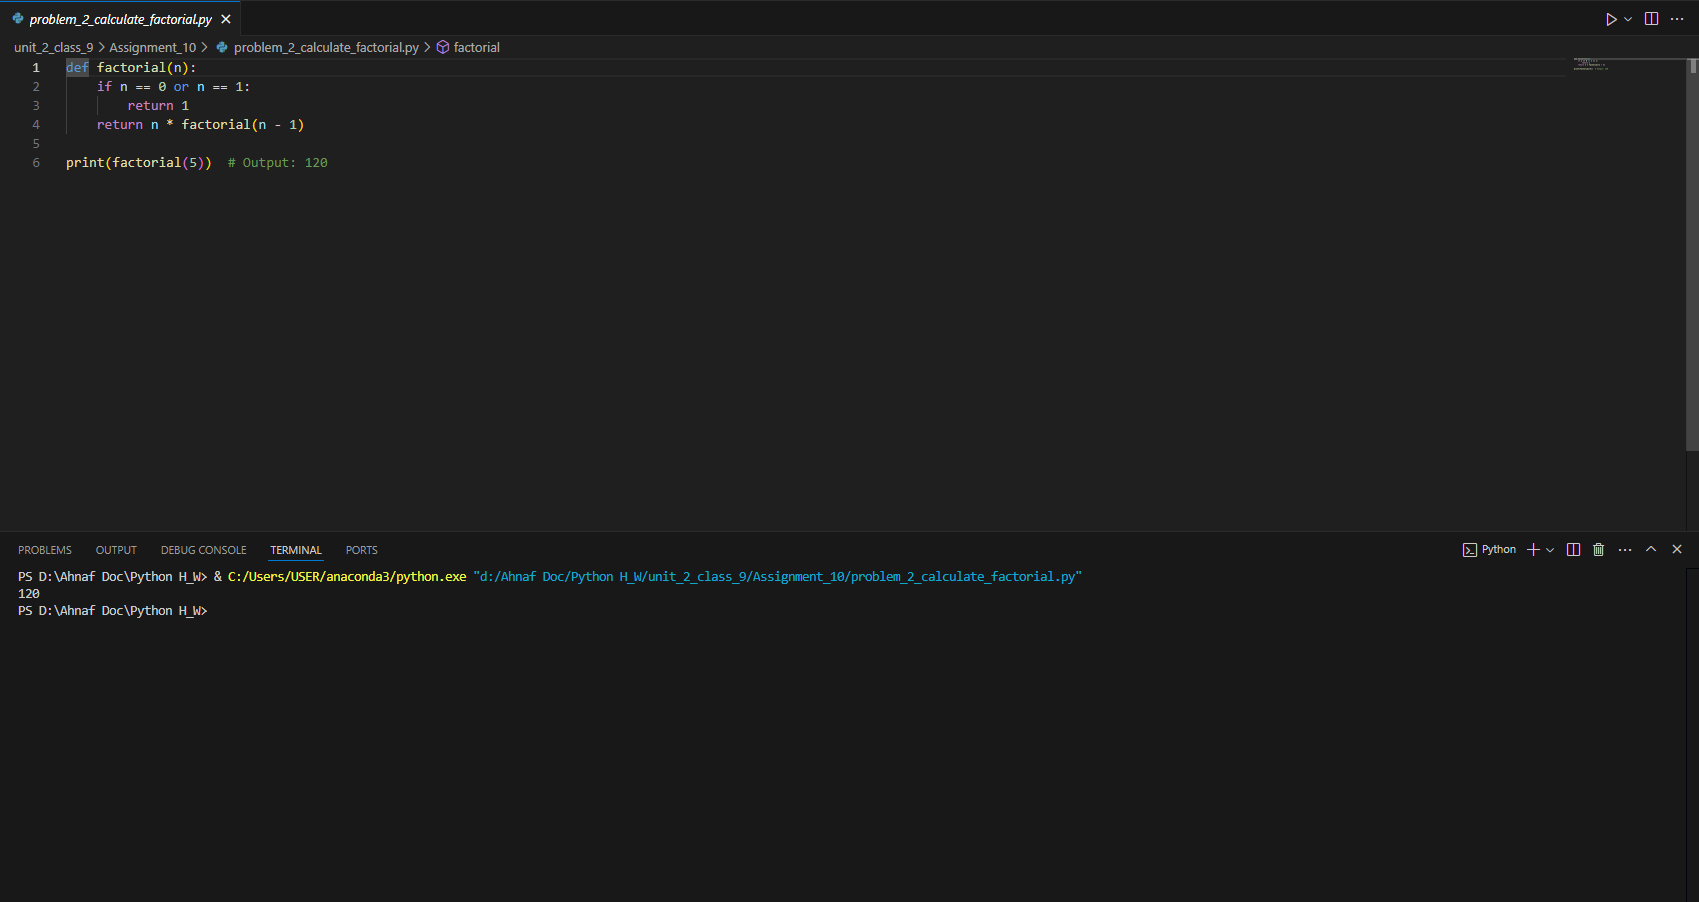 problem_2_calculate_factorial.py
unit_2_class_9 > Assignment_10 > problem_2_calculate_factorial.py > factorial
1 def factorial(n):
2     if n == 0 or n == 1:
3         return 1
4     return n * factorial(n - 1)
5
6 print(factorial(5))  # Output: 120
PROBLEMS OUTPUT DEBUG CONSOLE TERMINAL PORTS Python
PS D:\Ahnaf Doc\Python H_W> & C:/Users/USER/anaconda3/python.exe "d:/Ahnaf Doc/Python H_W/unit_2_class_9/Assignment_10/problem_2_calculate_factorial.py"
120
PS D:\Ahnaf Doc\Python H_W>